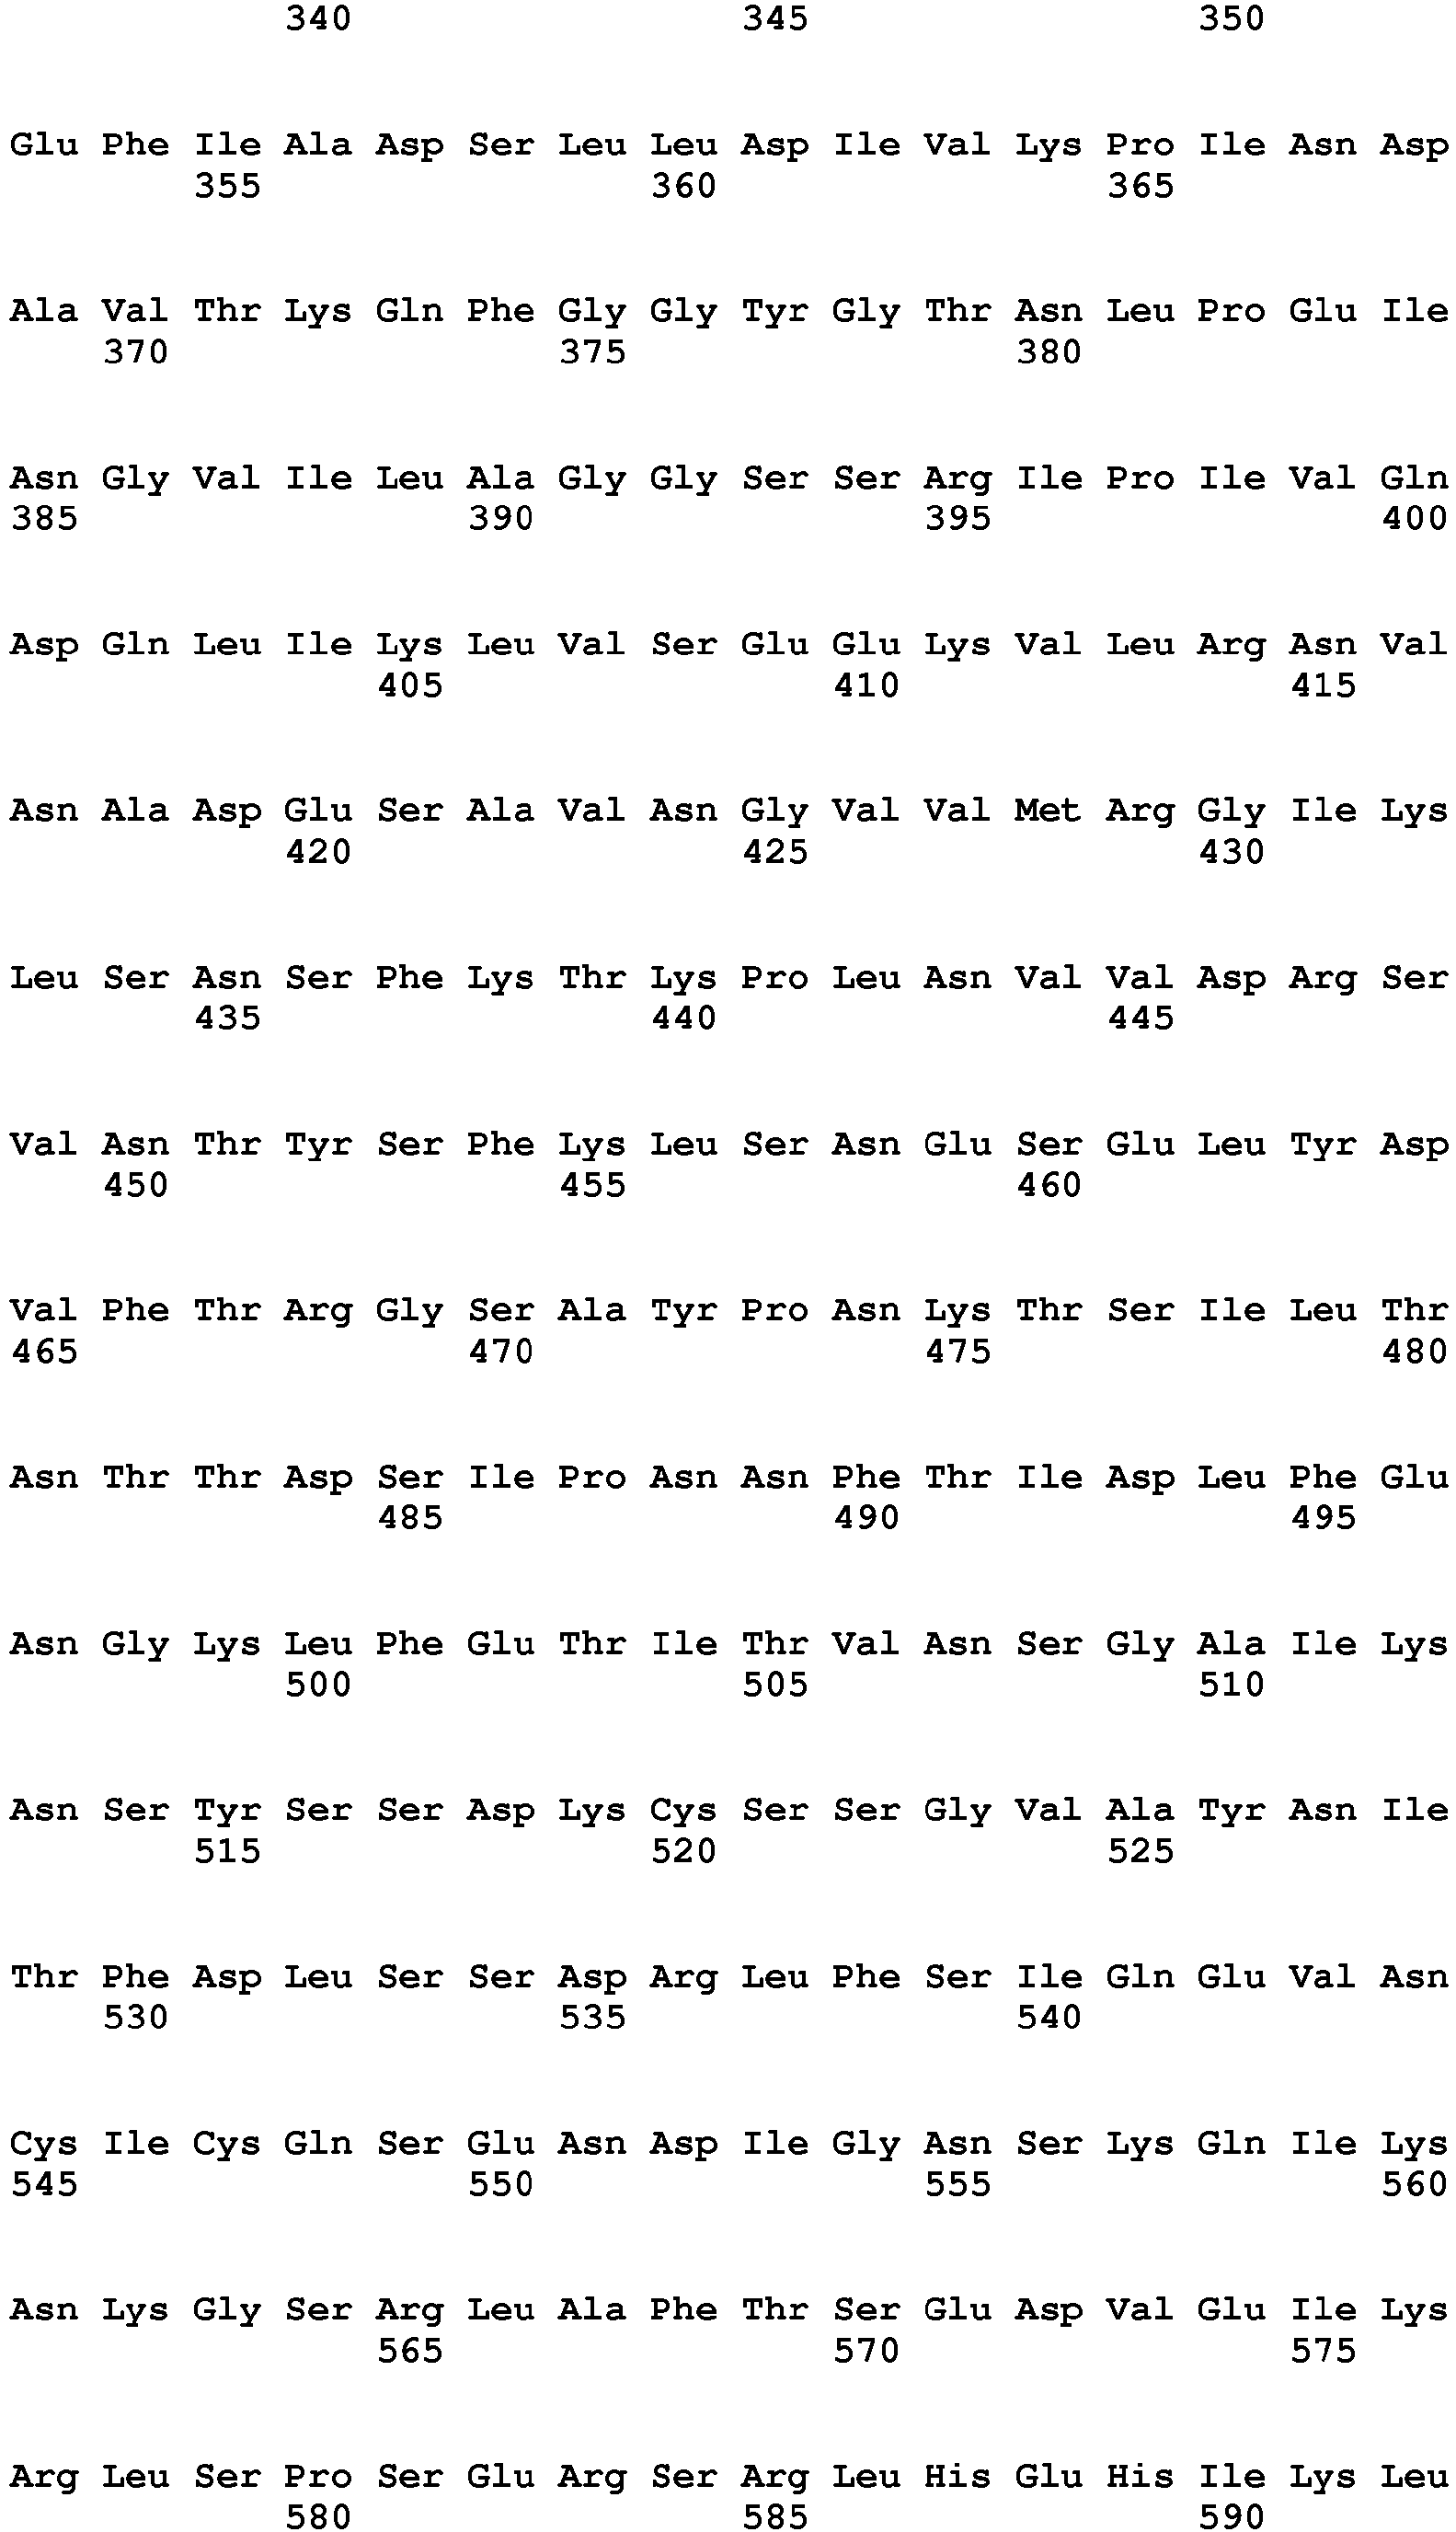 340 345 350
Glu Phe Ile Ala Asp Ser Leu Leu Asp Ile Val Lys Pro Ile Asn Asp
355 360 365
Ala Val Thr Lys Gln Phe Gly Gly Tyr Gly Thr Asn Leu Pro Glu Ile
370 375 380
Asn Gly Val Ile Leu Ala Gly Gly Ser Ser Arg Ile Pro Ile Val Gln
385 390 395 400
Asp Gln Leu Ile Lys Leu Val Ser Glu Glu Lys Val Leu Arg Asn Val
405 410 415
Asn Ala Asp Glu Ser Ala Val Asn Gly Val Val Met Arg Gly Ile Lys
420 425 430
Leu Ser Asn Ser Phe Lys Thr Lys Pro Leu Asn Val Val Asp Arg Ser
435 440 445
Val Asn Thr Tyr Ser Phe Lys Leu Ser Asn Glu Ser Glu Leu Tyr Asp
450 455 460
Val Phe Thr Arg Gly Ser Ala Tyr Pro Asn Lys Thr Ser Ile Leu Thr
465 470 475 480
Asn Thr Thr Asp Ser Ile Pro Asn Asn Phe Thr Ile Asp Leu Phe Glu
485 490 495
Asn Gly Lys Leu Phe Glu Thr Ile Thr Val Asn Ser Gly Ala Ile Lys
500 505 510
Asn Ser Tyr Ser Ser Asp Lys Cys Ser Ser Gly Val Ala Tyr Asn Ile
515 520 525
Thr Phe Asp Leu Ser Ser Asp Arg Leu Phe Ser Ile Gln Glu Val Asn
530 535 540
Cys Ile Cys Gln Ser Glu Asn Asp Ile Gly Asn Ser Lys Gln Ile Lys
545 550 555 560
Asn Lys Gly Ser Arg Leu Ala Phe Thr Ser Glu Asp Val Glu Ile Lys
565 570 575
Arg Leu Ser Pro Ser Glu Arg Ser Arg Leu His Glu His Ile Lys Leu
580 585 590